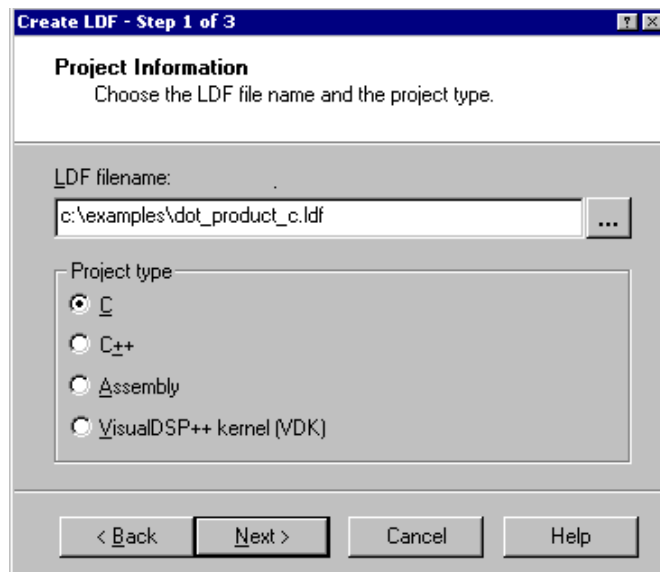 Create LDF - Step 1 of 3
Project Information
Choose the LDF file name and the project type.
LDF filename:
c:\examples\dot_product_c.ldf
...
Project type
C
C++
Assembly
VisualDSP++ kernel (VDK)
< Back Next > Cancel Help